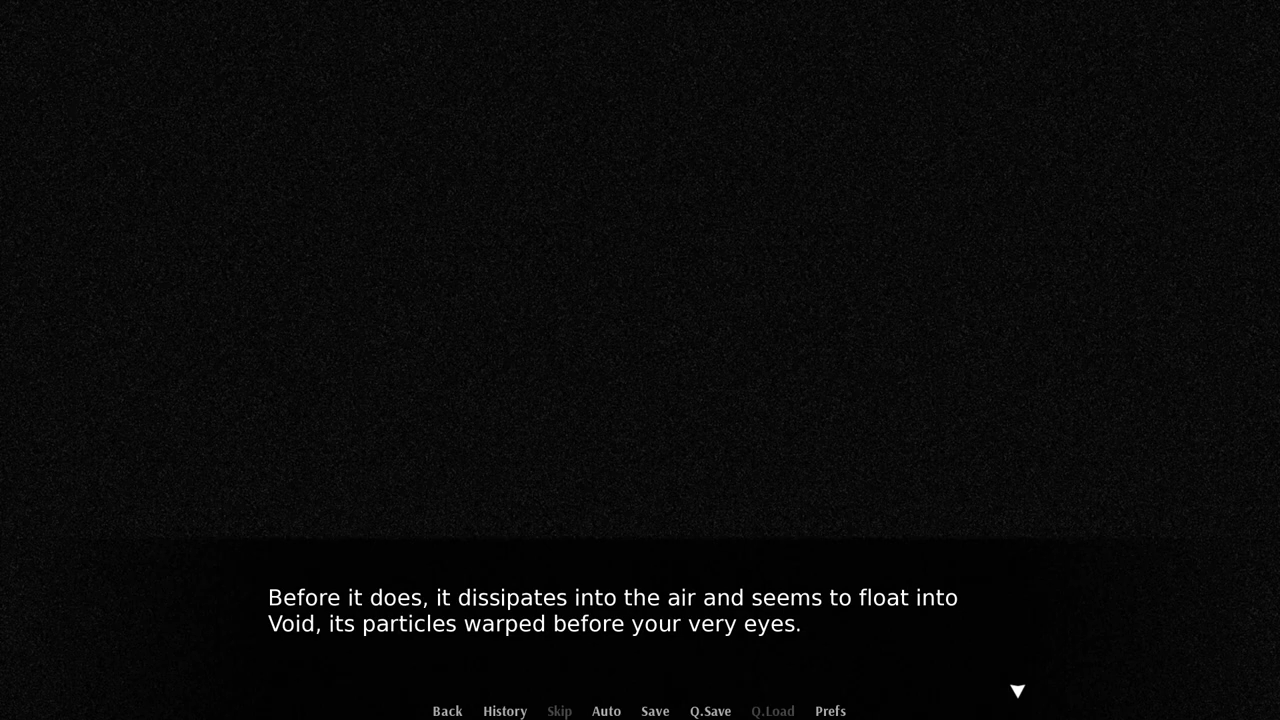 Before it does, it dissipates into the air and seems to float into
Void, its particles warped before your very eyes.
Back History Skip Auto Save Q.Save Q.Load Prefs